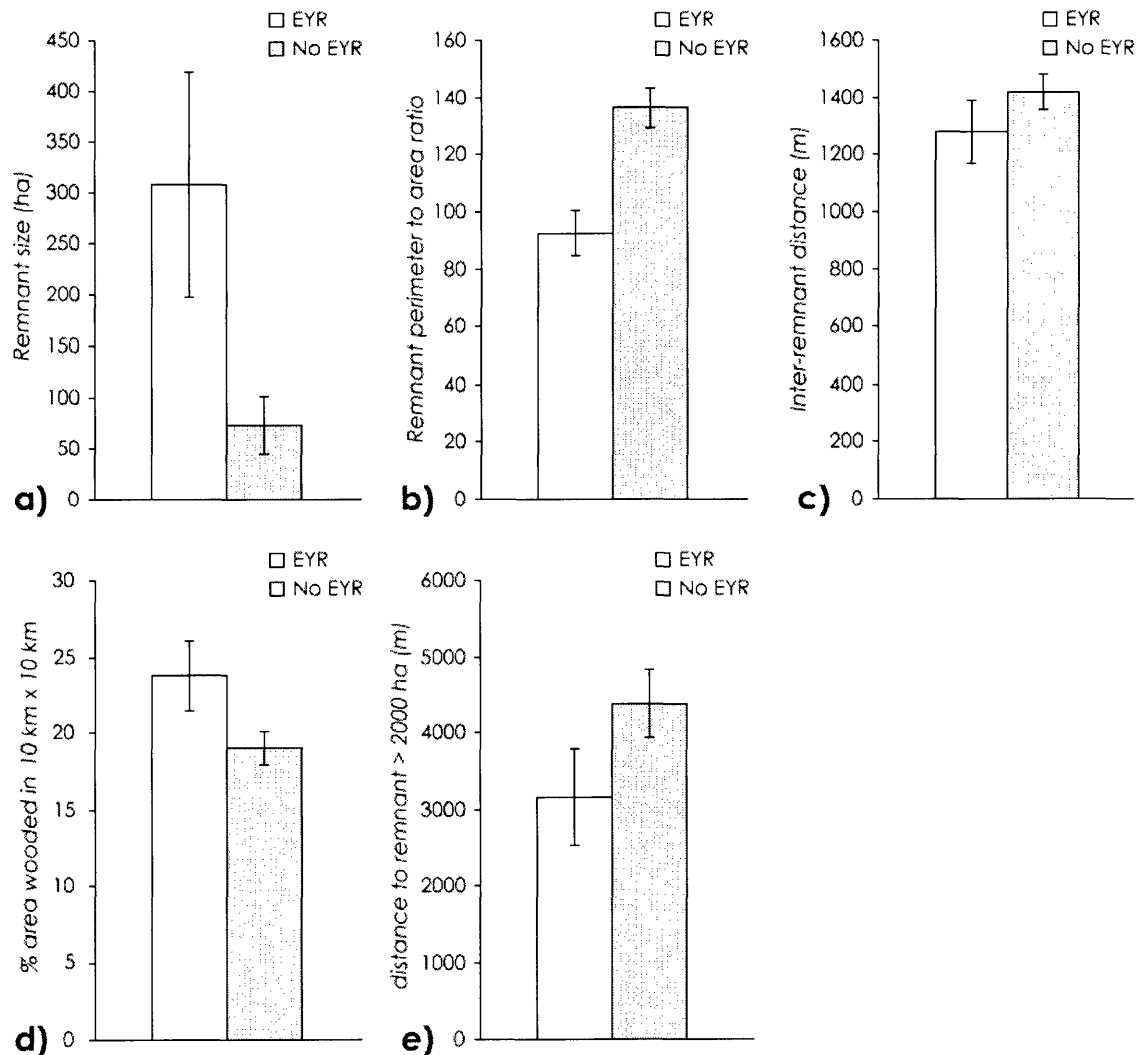 EYR
No EYR
450
400
350
300
250
200
150
100
50
0
Remnant size (ha)
a)
EYR
No EYR
160
140
120
100
80
60
40
20
0
Remnant perimeter to area ratio
b)
EYR
No EYR
1600
1400
1200
1000
800
600
400
200
0
Inter-remnant distance (m)
c)
EYR
No EYR
30
25
20
15
10
5
0
% area wooded in 10 km x 10 km
d)
EYR
No EYR
6000
5000
4000
3000
2000
1000
0
distance to remnant > 2000 ha (m)
e)